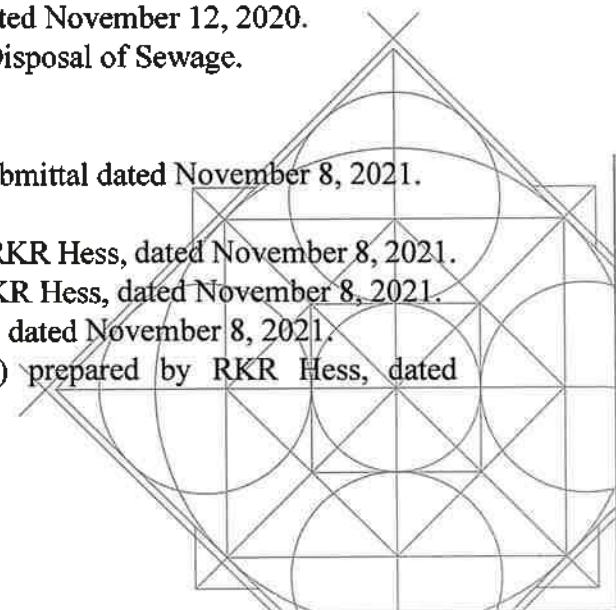 ted November 12, 2020.
Disposal of Sewage.
bmittal dated November 8, 2021.
RKR Hess, dated November 8, 2021.
KR Hess, dated November 8, 2021.
dated November 8, 2021.
) prepared by RKR Hess, dated